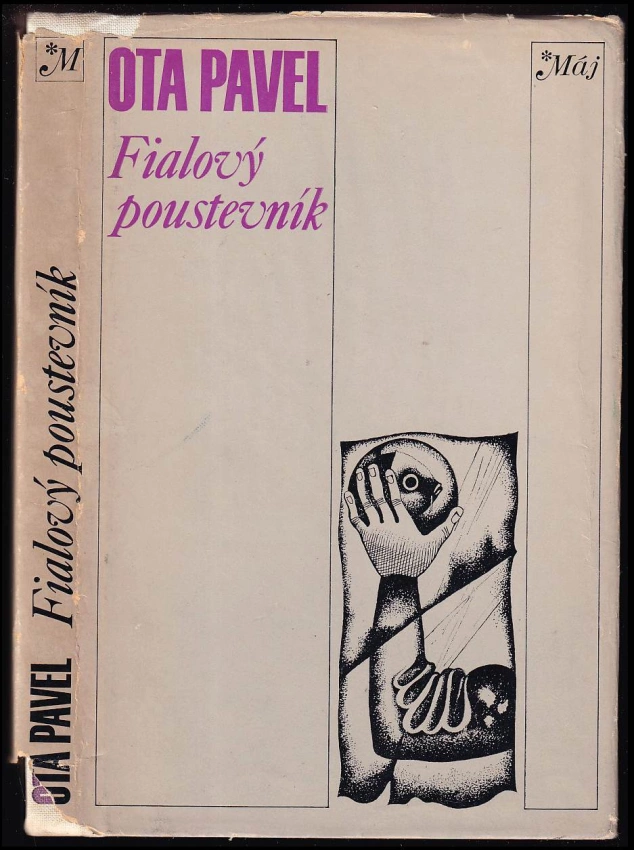 *M
OTA PAVEL
Fialový
poustevník
*Máj
OTA PAVEL Fialový poustevník